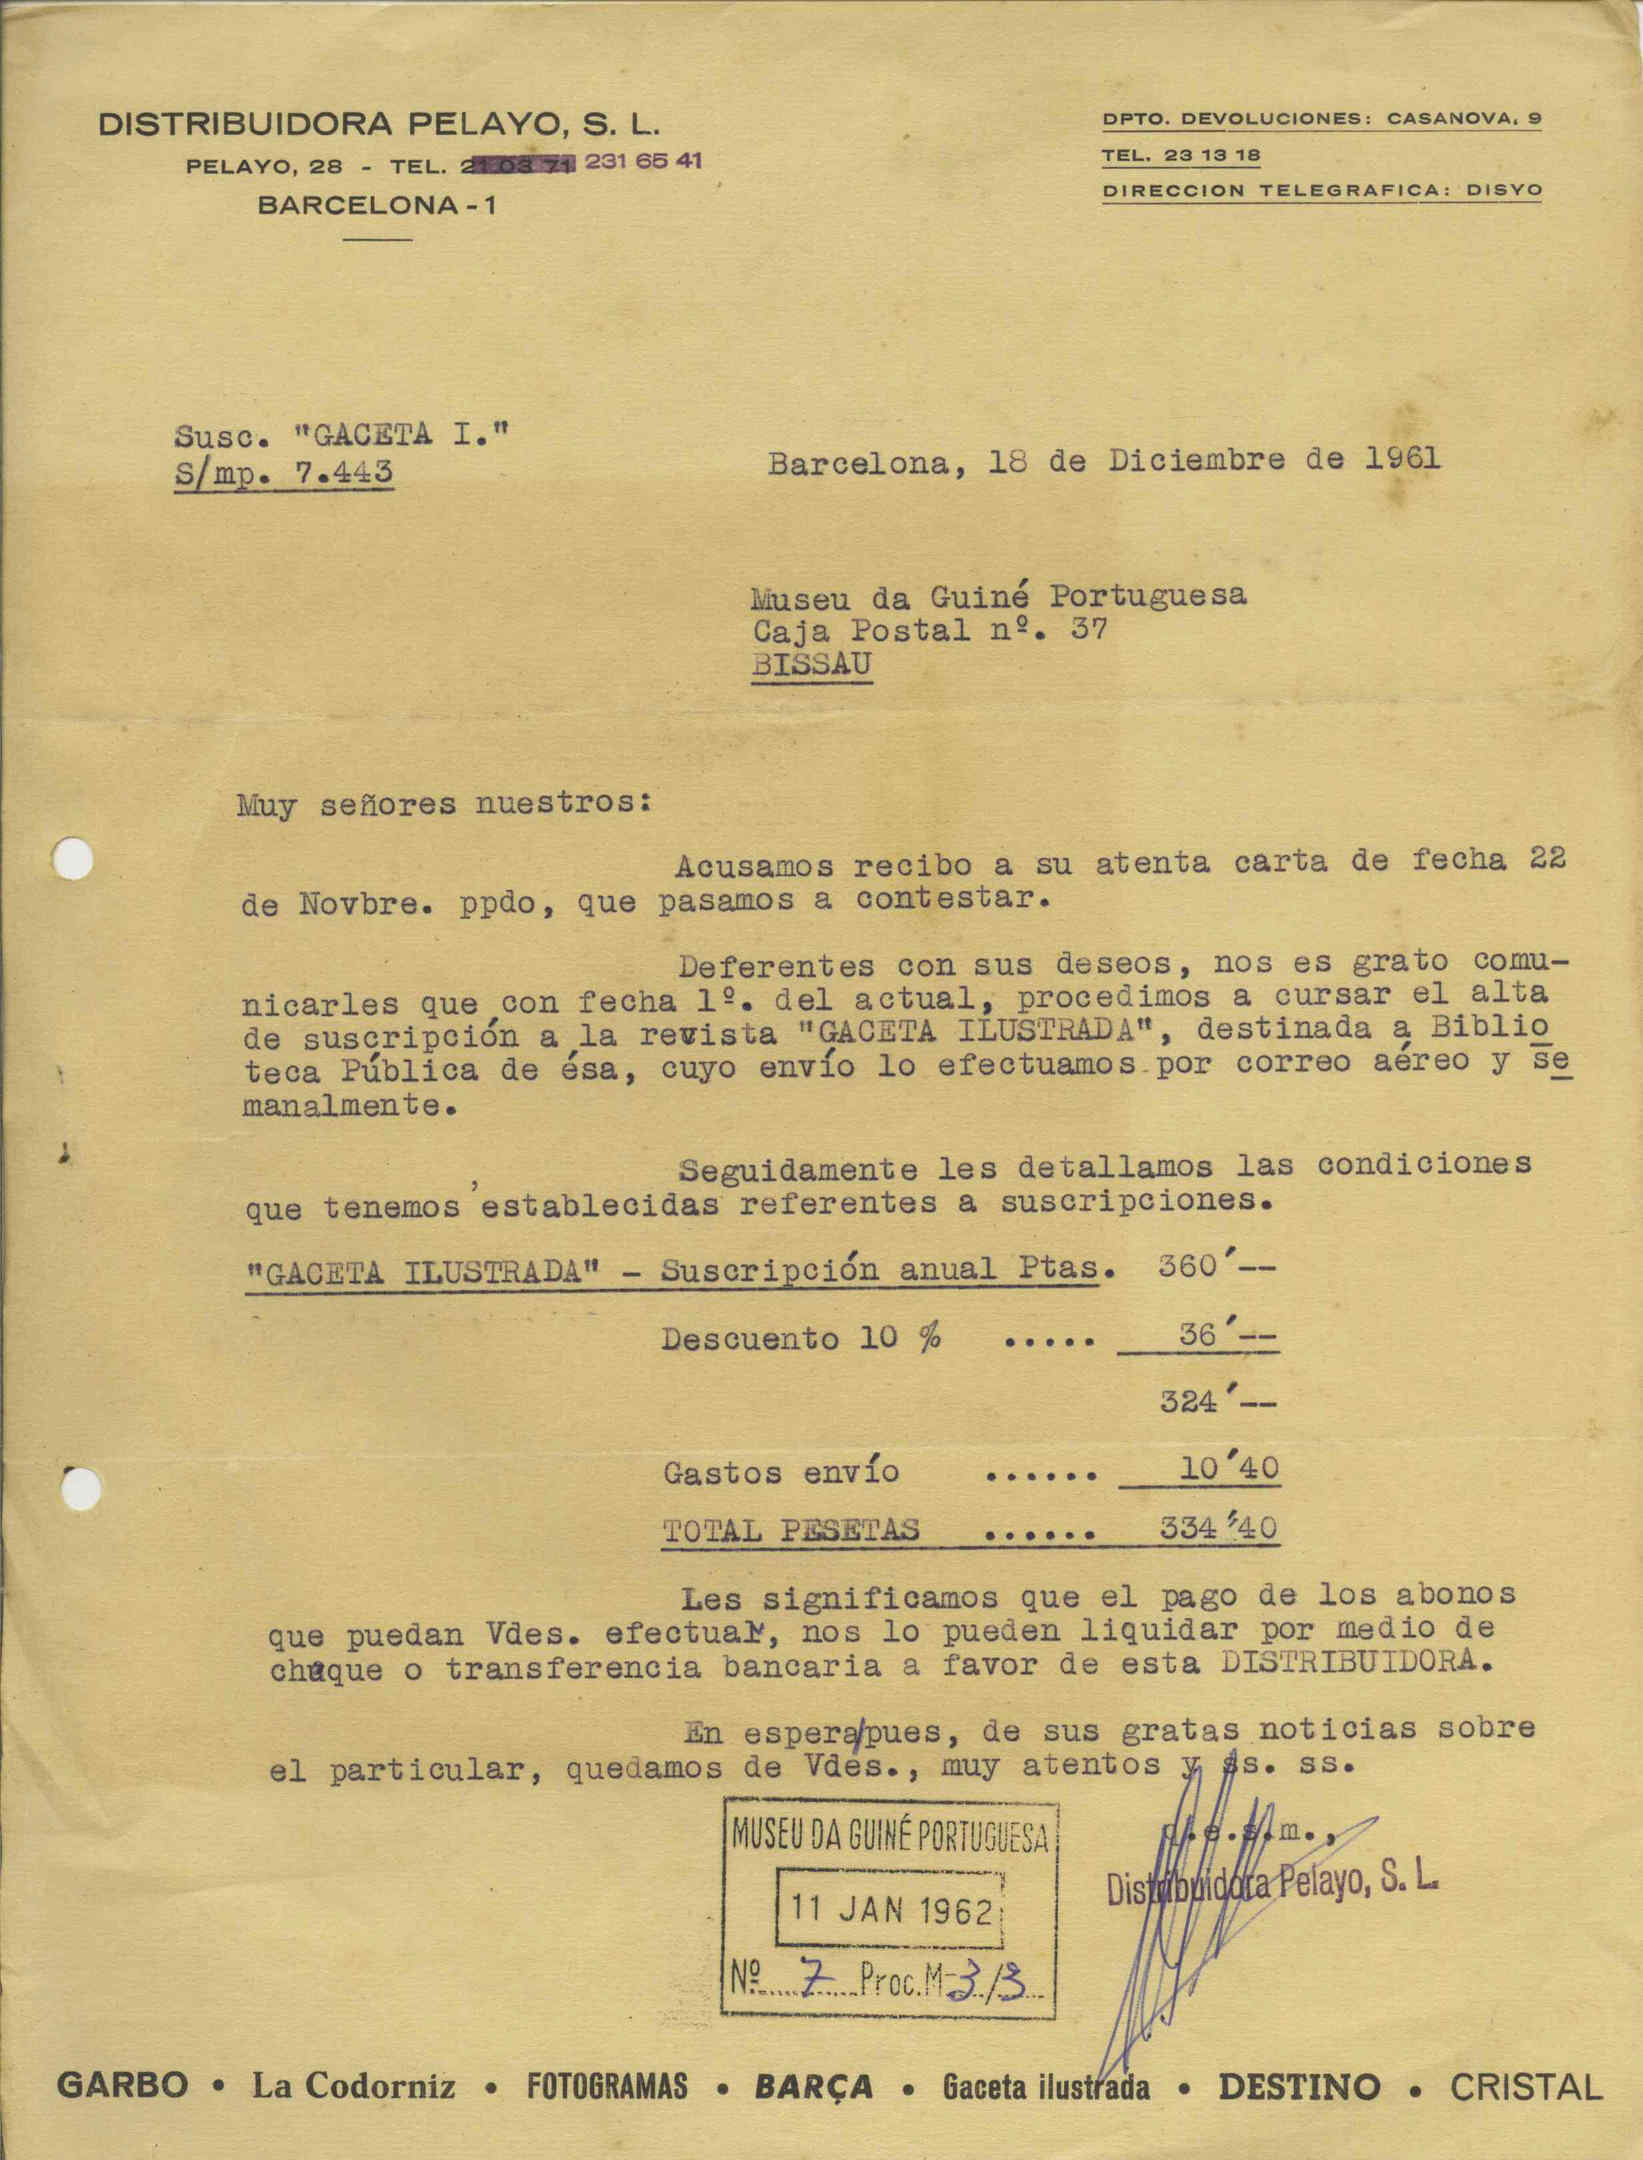 DISTRIBUIDORA PELAYO, S. L.
PELAYO, 28 - TEL. 21 03 71 231 65 41
BARCELONA - 1
DPTO. DEVOLUCIONES: CASANOVA, 9
TEL. 23 13 18
DIRECCION TELEGRAFICA: DISYO
Susc. "GACETA I."
S/mp. 7.443
Barcelona, 18 de Diciembre de 1961
Museu da Guiné Portuguesa
Caja Postal nº. 37
BISSAU
Muy señores nuestros:
Acusamos recibo a su atenta carta de fecha 22
de Novbre. ppdo, que pasamos a contestar.
Deferentes con sus deseos, nos es grato comu-
nicarles que con fecha 1º. del actual, procedimos a cursar el alta
de suscripción a la revista "GACETA ILUSTRADA", destinada a Biblio
teca Pública de ésa, cuyo envío lo efectuamos por correo aéreo y se
manalmente.
Seguidamente les detallamos las condiciones
que tenemos establecidas referentes a suscripciones.
"GACETA ILUSTRADA" - Suscripción anual Ptas. 360'--
Descuento 10 % ..... 36'--
324'--
Gastos envío ...... 10'40
TOTAL PESETAS ...... 334'40
Les significamos que el pago de los abonos
que puedan Vdes. efectuar, nos lo pueden liquidar por medio de
cheque o transferencia bancaria a favor de esta DISTRIBUIDORA.
En espera/pues, de sus gratas noticias sobre
el particular, quedamos de Vdes., muy atentos y ss. ss.
q.e.s.m.,
Distribuidora Pelayo, S. L.
MUSEU DA GUINÉ PORTUGUESA
11 JAN 1962
Nº 7 Proc. M-3/3
GARBO • La Codorniz • FOTOGRAMAS • BARÇA • Gaceta ilustrada • DESTINO • CRISTAL